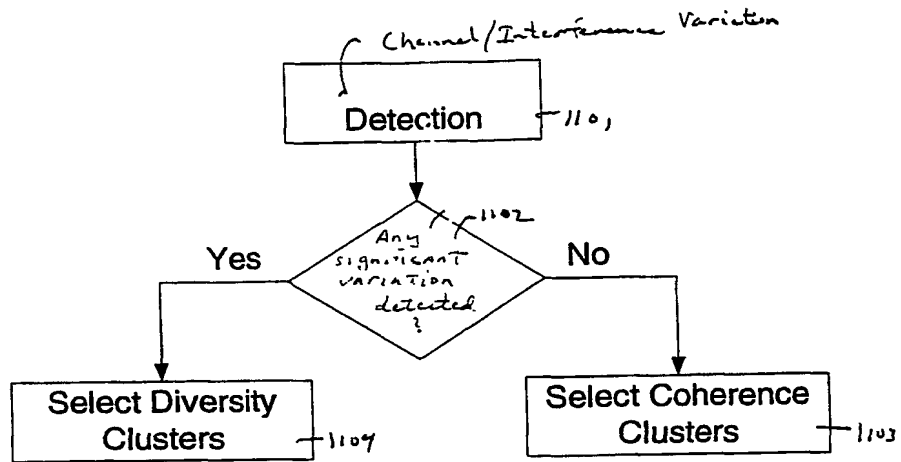 Channel/Interference Variation
Detection
1101
1102
Any
significant
variation
detected
?
Yes
No
Select Diversity
Clusters
1104
Select Coherence
Clusters
1103